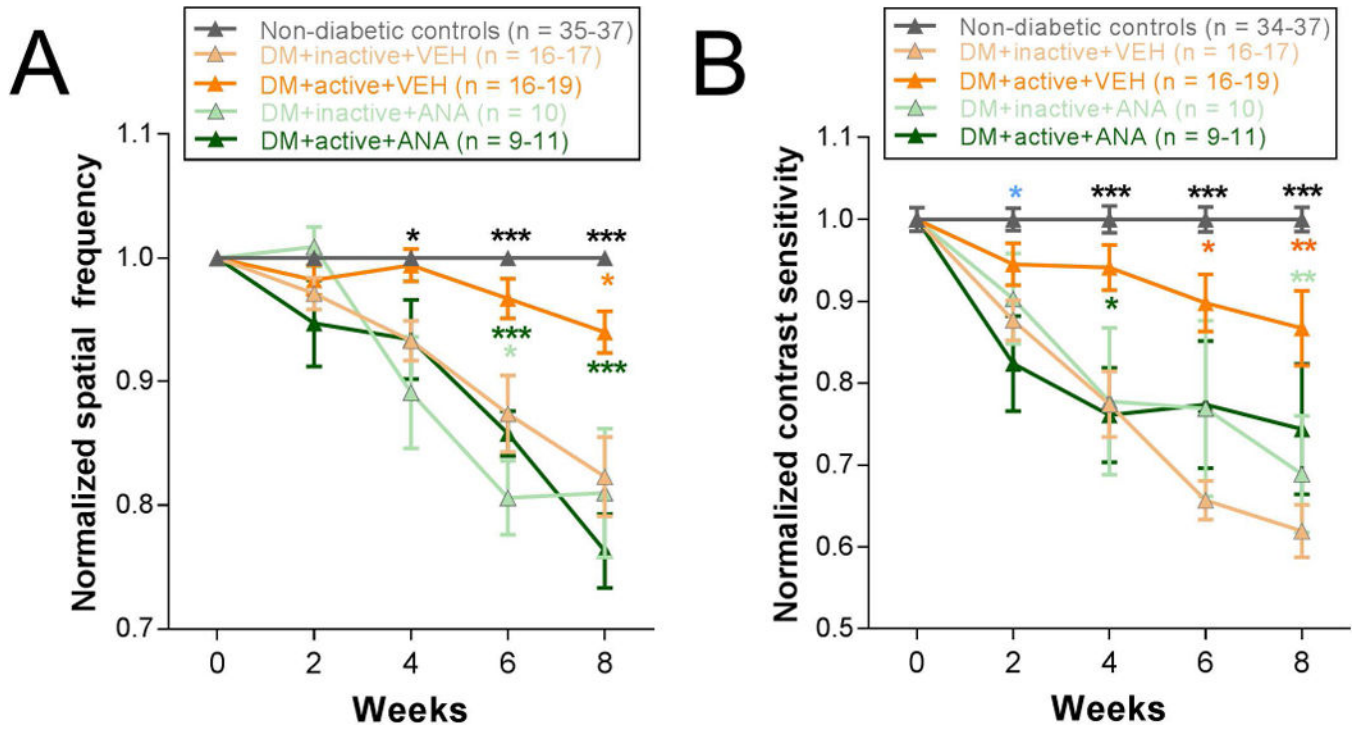 A
Non-diabetic controls (n = 35-37)
DM+inactive+VEH (n = 16-17)
DM+active+VEH (n = 16-19)
DM+inactive+ANA (n = 10)
DM+active+ANA (n = 9-11)
Normalized spatial frequency
1.1
1.0
0.9
0.8
0.7
* *** ***
*
***
*
***
0 2 4 6 8
Weeks
B
Non-diabetic controls (n = 34-37)
DM+inactive+VEH (n = 16-17)
DM+active+VEH (n = 16-19)
DM+inactive+ANA (n = 10)
DM+active+ANA (n = 9-11)
Normalized contrast sensitivity
1.1
1.0
0.9
0.8
0.7
0.6
0.5
* *** *** ***
* **
**
*
0 2 4 6 8
Weeks